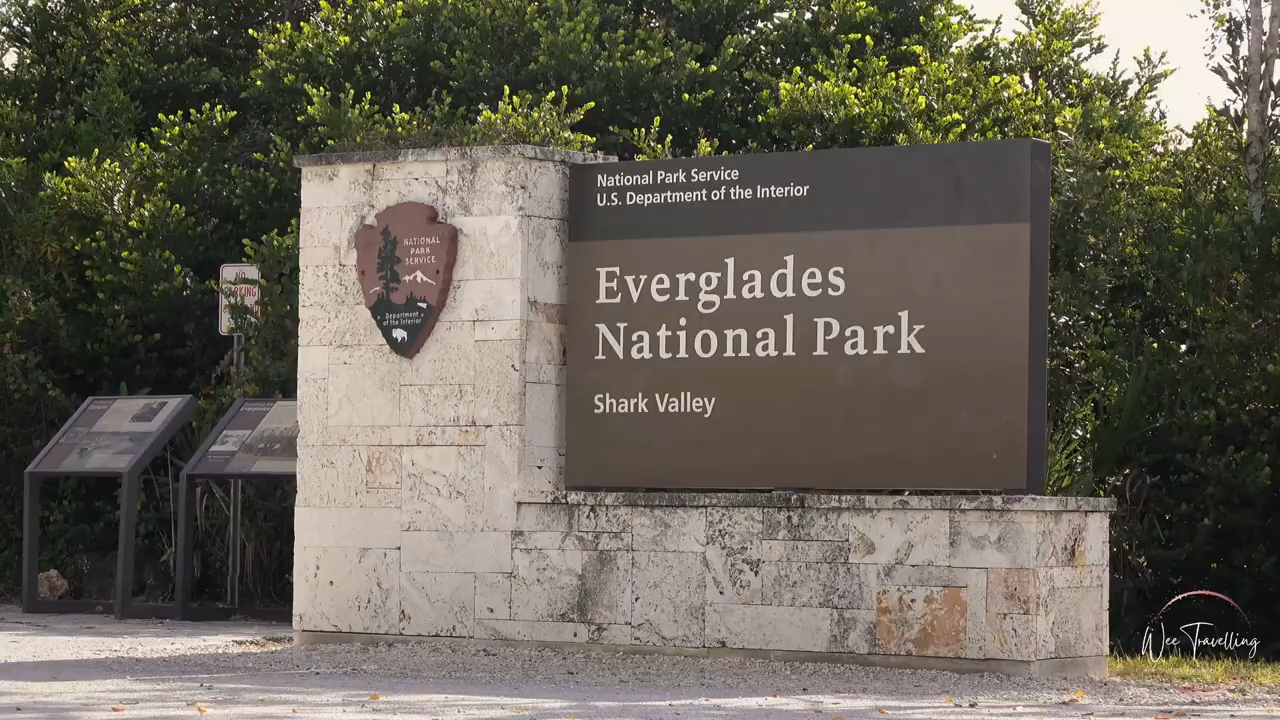 National Park Service
U.S. Department of the Interior
Everglades
National Park
Shark Valley
NATIONAL
PARK
SERVICE
Department
of the Interior
NO
PARKING
Wee Travelling